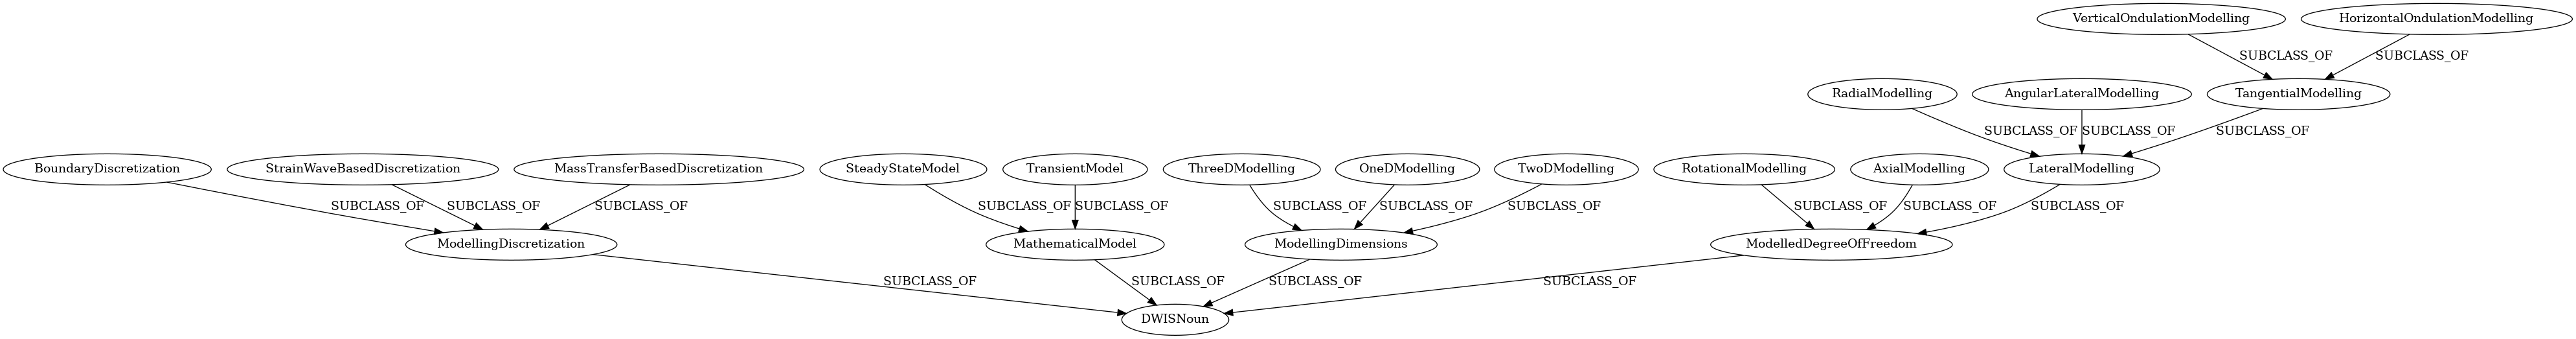 VerticalOndulationModelling
HorizontalOndulationModelling
SUBCLASS_OF
SUBCLASS_OF
RadialModelling
AngularLateralModelling
TangentialModelling
SUBCLASS_OF
SUBCLASS_OF
SUBCLASS_OF
BoundaryDiscretization
StrainWaveBasedDiscretization
MassTransferBasedDiscretization
SteadyStateModel
TransientModel
ThreeDModelling
OneDModelling
TwoDModelling
RotationalModelling
AxialModelling
LateralModelling
SUBCLASS_OF
SUBCLASS_OF
SUBCLASS_OF
SUBCLASS_OF
SUBCLASS_OF
SUBCLASS_OF
SUBCLASS_OF
SUBCLASS_OF
SUBCLASS_OF
SUBCLASS_OF
SUBCLASS_OF
ModellingDiscretization
MathematicalModel
ModellingDimensions
ModelledDegreeOfFreedom
SUBCLASS_OF
SUBCLASS_OF
SUBCLASS_OF
SUBCLASS_OF
DWISNoun